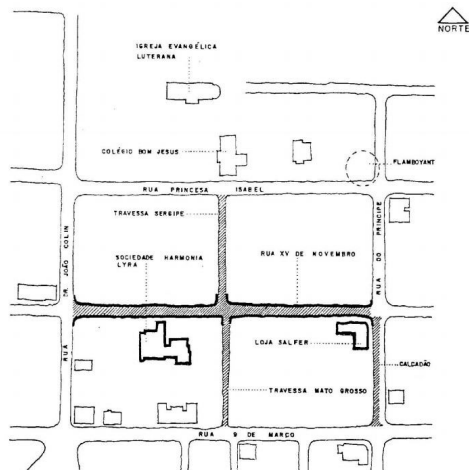 NORTE
IGREJA EVANGÉLICA
LUTERANA
COLÉGIO BOM JESUS
FLAMBOYANT
RUA PRINCESA ISABEL
TRAVESSA SERGIPE
RUA DR. JOÃO COLIN
SOCIEDADE HARMONIA
LYRA
RUA XV DE NOVEMBRO
RUA DO PRINCIPE
LOJA SALFER
CALÇADÃO
TRAVESSA MATO GROSSO
RUA 9 DE MARÇO